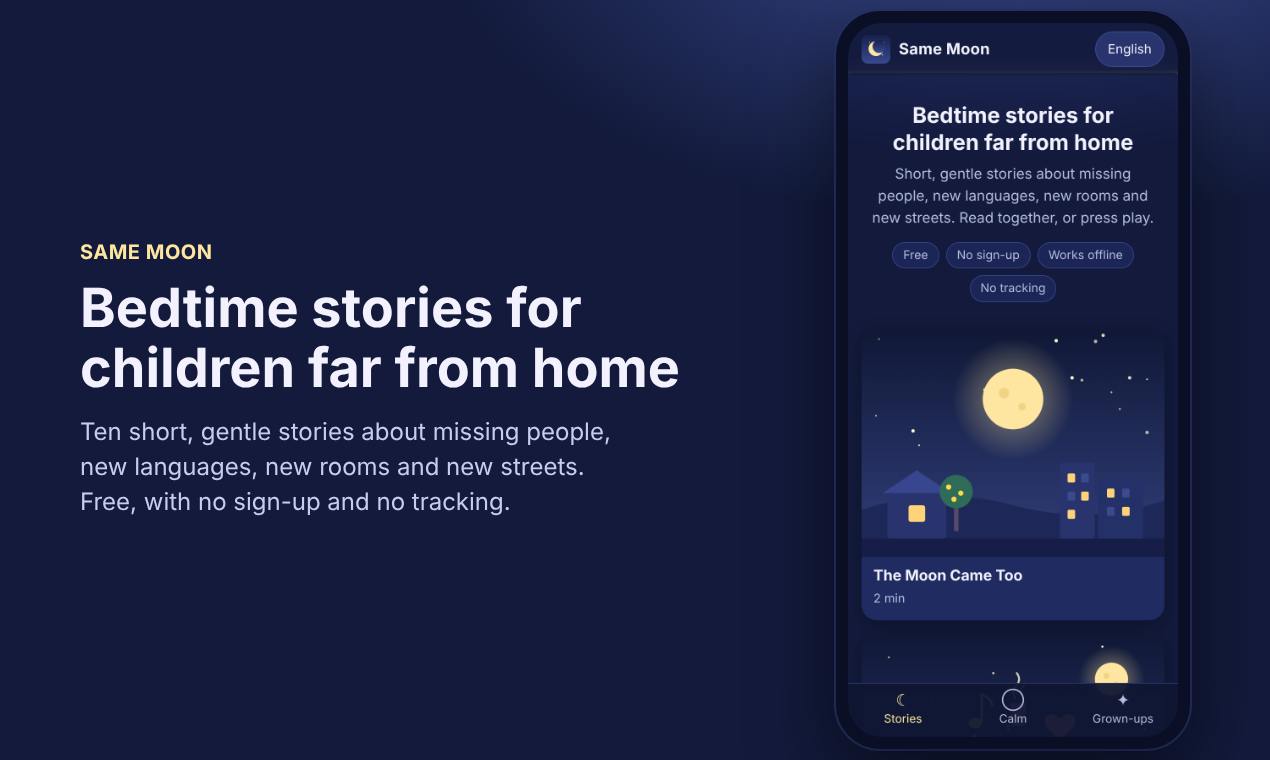 SAME MOON
Bedtime stories for
children far from home
Ten short, gentle stories about missing people,
new languages, new rooms and new streets.
Free, with no sign-up and no tracking.
Same Moon
English
Bedtime stories for
children far from home
Short, gentle stories about missing
people, new languages, new rooms and
new streets. Read together, or press play.
Free
No sign-up
Works offline
No tracking
The Moon Came Too
2 min
Stories
Calm
Grown-ups